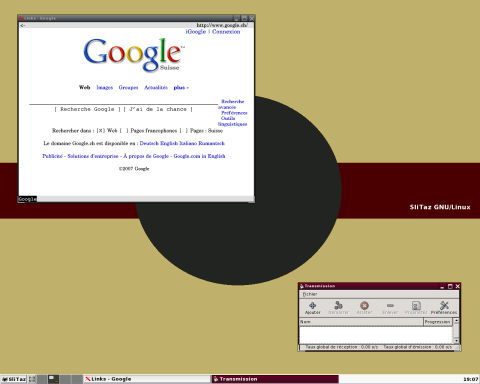 Links - Google
<-
http://www.google.ch/
iGoogle | Connexion
Google
Suisse
Web Images Groupes Actualités plus »
[ Recherche Google ] [ J'ai de la chance ]
Recherche avancée
Préférences
Outils linguistiques
Rechercher dans : [X] Web [ ] Pages francophones [ ] Pages : Suisse
Le domaine Google.ch est disponible en : Deutsch English Italiano Rumantsch
Publicité - Solutions d'entreprise - À propos de Google - Google.com in English
©2007 Google
Google
SliTaz GNU/Linux
Transmission
Fichier
Ajouter Démarrer Arrêter Enlever Propriétés Préférences
Nom Progression
Taux global de réception : 0.00 o/s Taux global d'émission : 0.00 o/s
SliTaz
Links - Google
Transmission
19:07